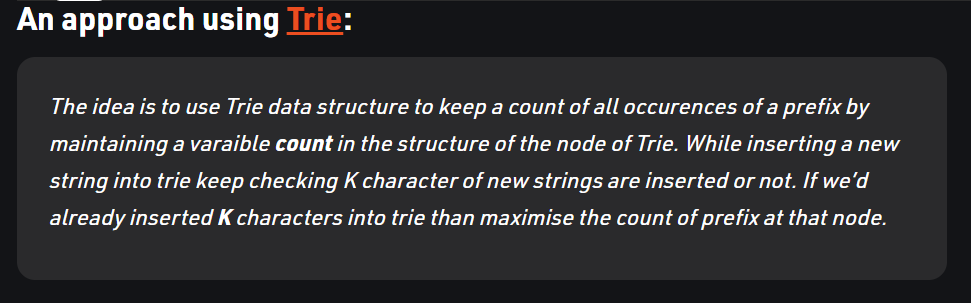 An approach using Trie:
The idea is to use Trie data structure to keep a count of all occurences of a prefix by
maintaining a varaible count in the structure of the node of Trie. While inserting a new
string into trie keep checking K character of new strings are inserted or not. If we’d
already inserted K characters into trie than maximise the count of prefix at that node.